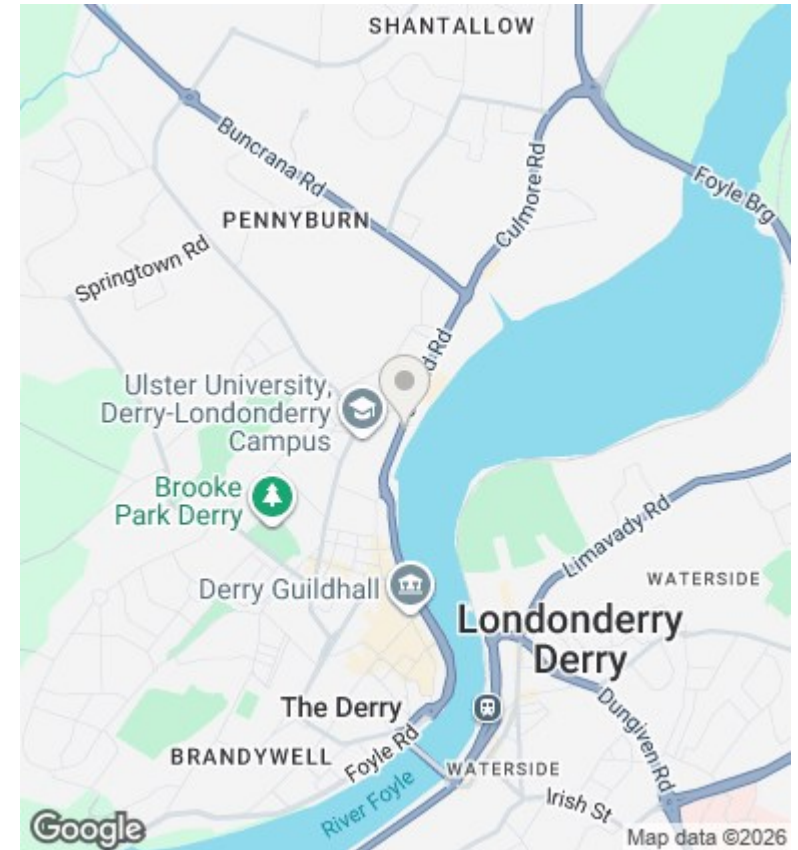 SHANTALLOW
Buncrana Rd
Culmore Rd
Foyle Brg
PENNYBURN
Springtown Rd
d Rd
Ulster University,
Derry-Londonderry
Campus
Brooke
Park Derry
Limavady Rd
Derry Guildhall
WATERSIDE
Londonderry
Derry
The Derry
Dungiven Rd
BRANDYWELL
Foyle Rd
WATERSIDE
River Foyle
Irish St
Google
Map data ©2026